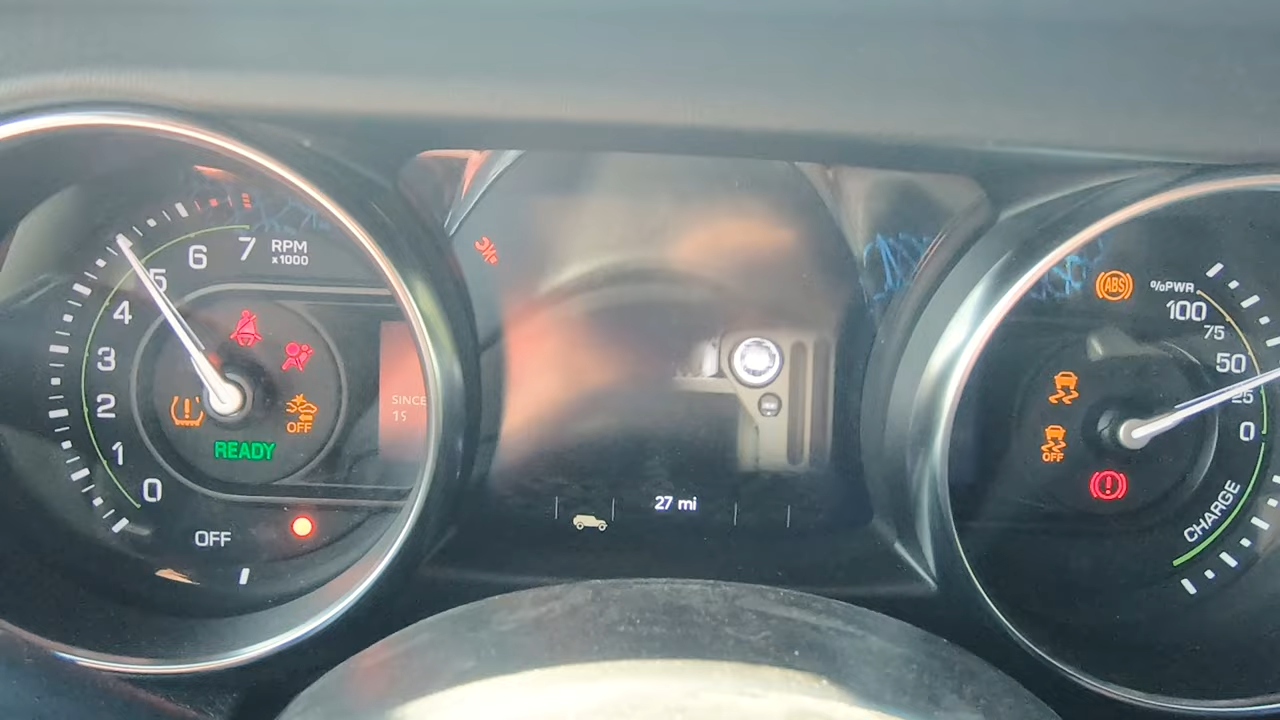 7
6
5
4
3
2
1
0
RPM
x1000
OFF
READY
OFF
SINCE
27 mi
ABS
%PWR
100
75
50
25
0
OFF
CHARGE